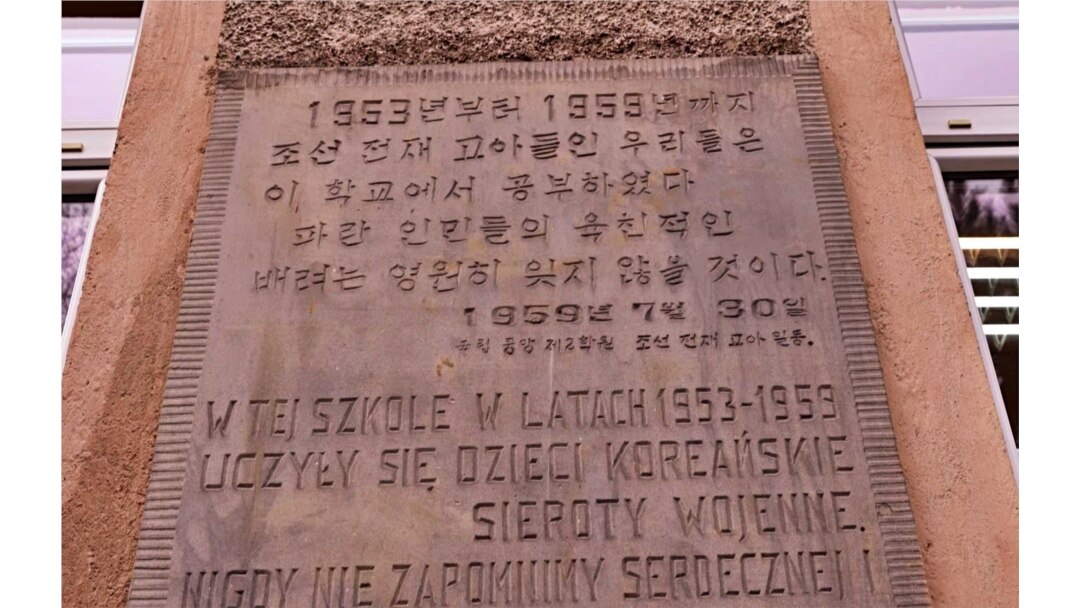 1953년부터 1959년까지
조선 전재 고아들인 우리들은
이 학교에서 공부하였다
파란 인민들의 육친적인
배려는 영원히 잊지 않을 것이다.
1959년 7월 30일
국립 중앙 제2학원 조선 전재 고아 일동.
W TEJ SZKOLE W LATACH 1953-1959
UCZYŁY SIĘ DZIECI KOREAŃSKIE
SIEROTY WOJENNE.
NIGDY NIE ZAPOMNIMY SERDECZNEJ I